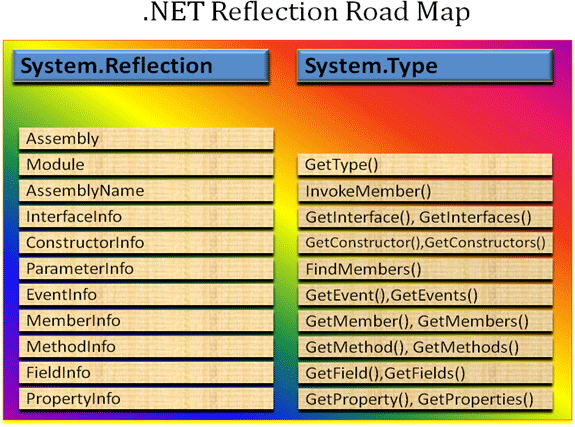 .NET Reflection Road Map
System.Reflection
System.Type
Assembly
Module
GetType()
AssemblyName
InvokeMember()
InterfaceInfo
GetInterface(), GetInterfaces()
ConstructorInfo
GetConstructor(),GetConstructors()
ParameterInfo
FindMembers()
EventInfo
GetEvent(),GetEvents()
MemberInfo
GetMember(), GetMembers()
MethodInfo
GetMethod(), GetMethods()
FieldInfo
GetField(),GetFields()
PropertyInfo
GetProperty(), GetProperties()